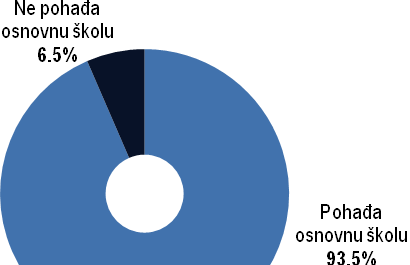 Ne pohađa
osnovnu školu
6.5%
Pohađa
osnovnu školu
93.5%